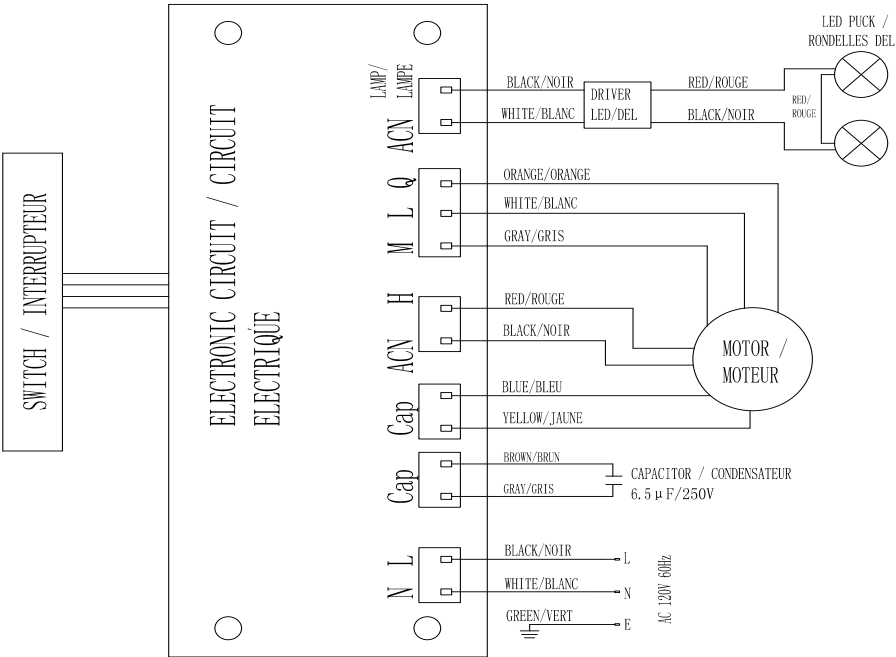 SWITCH / INTERRUPTEUR
ELECTRONIC CIRCUIT / CIRCUIT
ELECTRIQUE
LAMP/
LAMPE
ACN
Q
L
M
H
ACN
Cap
Cap
L
N
BLACK/NOIR
WHITE/BLANC
DRIVER
LED/DEL
RED/ROUGE
BLACK/NOIR
LED PUCK /
RONDELLES DEL
RED/
ROUGE
ORANGE/ORANGE
WHITE/BLANC
GRAY/GRIS
RED/ROUGE
BLACK/NOIR
BLUE/BLEU
YELLOW/JAUNE
MOTOR /
MOTEUR
BROWN/BRUN
GRAY/GRIS
CAPACITOR / CONDENSATEUR
6.5μF/250V
BLACK/NOIR
L
WHITE/BLANC
N
GREEN/VERT
E
AC 120V 60Hz